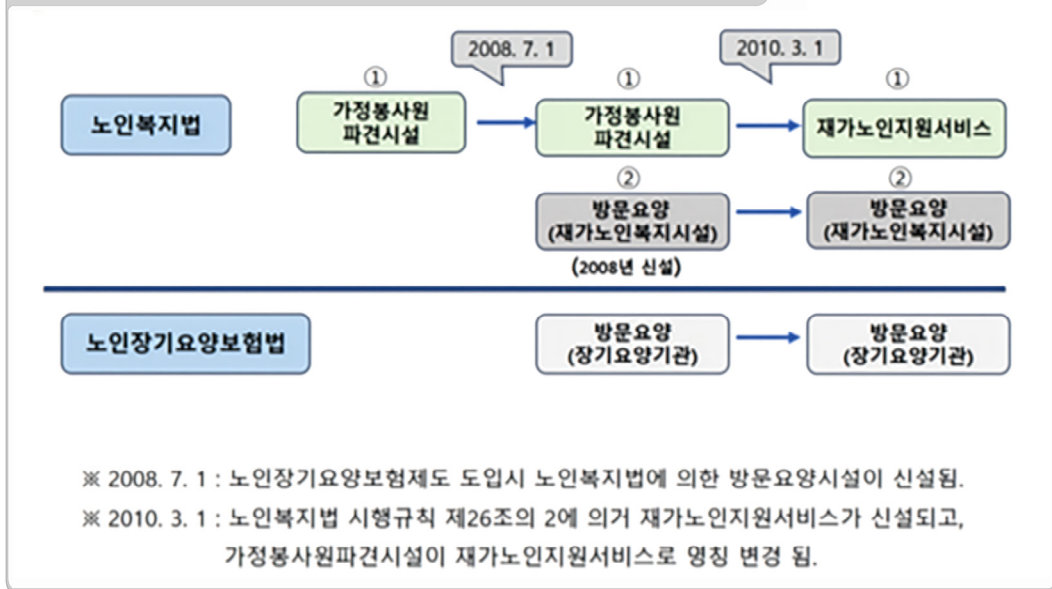 2008. 7. 1
2010. 3. 1
①
①
①
노인복지법
가정봉사원
파견시설
가정봉사원
파견시설
재가노인지원서비스
②
②
방문요양
(재가노인복지시설)
방문요양
(재가노인복지시설)
(2008년 신설)
노인장기요양보험법
방문요양
(장기요양기관)
방문요양
(장기요양기관)
※ 2008. 7. 1 : 노인장기요양보험제도 도입시 노인복지법에 의한 방문요양시설이 신설됨.
※ 2010. 3. 1 : 노인복지법 시행규칙 제26조의 2에 의거 재가노인지원서비스가 신설되고,
가정봉사원파견시설이 재가노인지원서비스로 명칭 변경 됨.